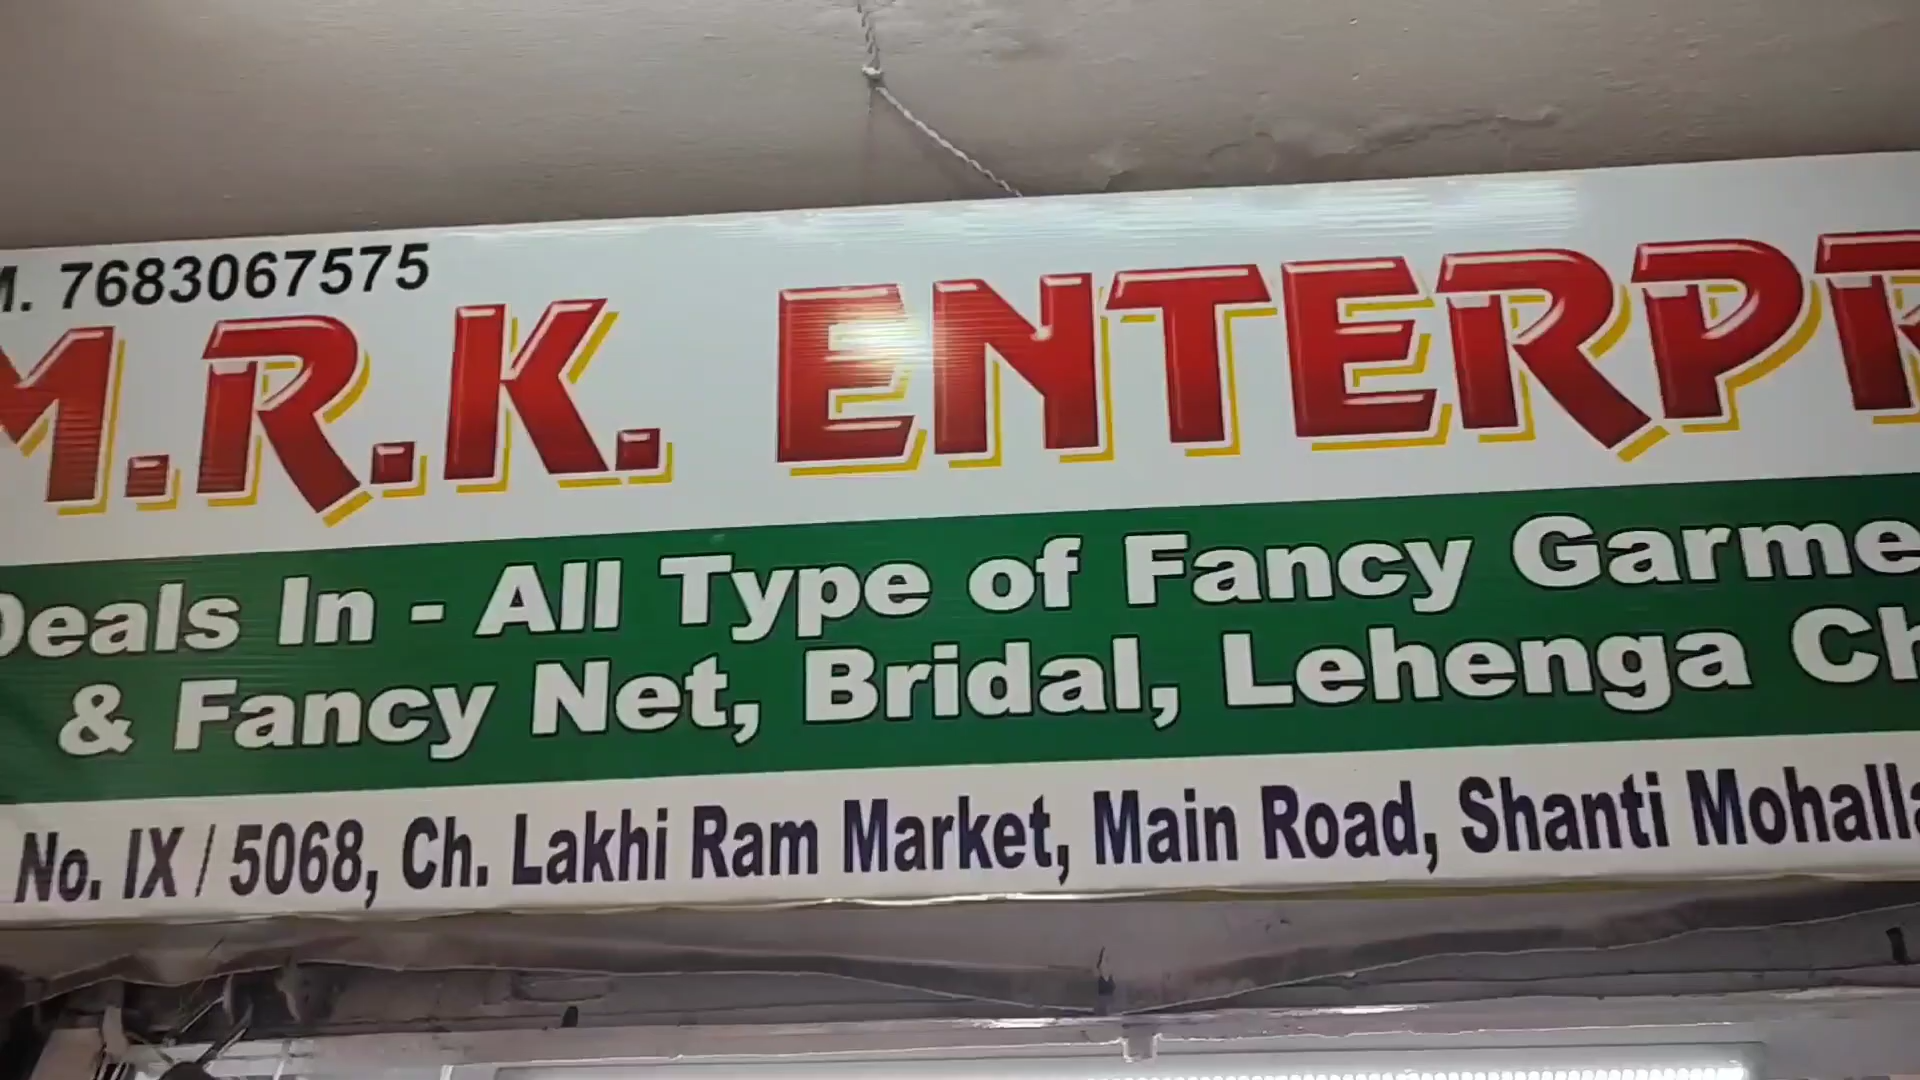 M. 7683067575
M.R.K. ENTERPR
Deals In - All Type of Fancy Garme
& Fancy Net, Bridal, Lehenga Ch
No. IX / 5068, Ch. Lakhi Ram Market, Main Road, Shanti Mohalla